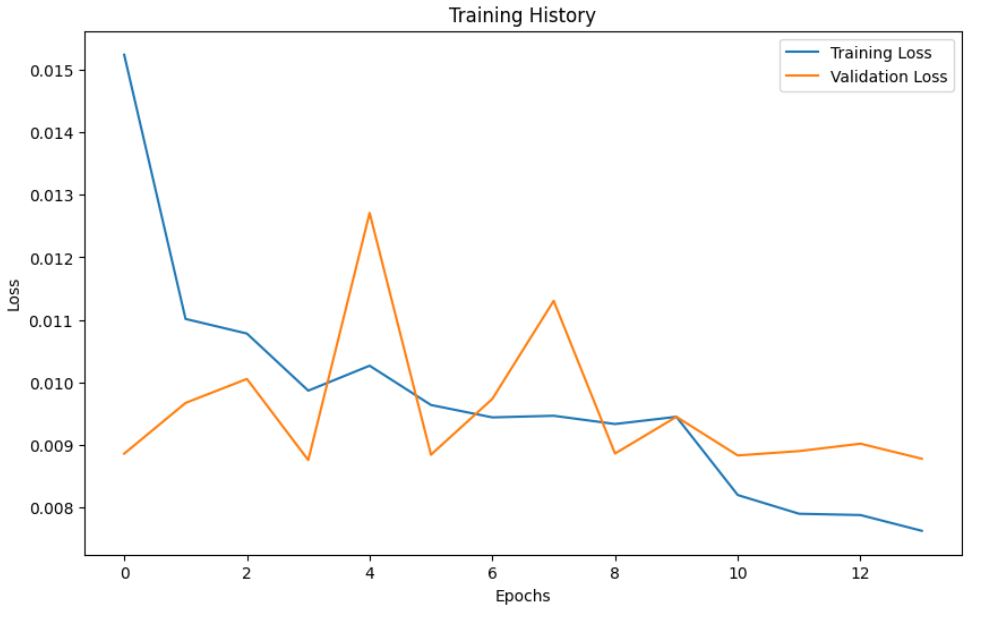 Training History
Training Loss
Validation Loss
0.015
0.014
0.013
0.012
0.011
0.010
0.009
0.008
Loss
0 2 4 6 8 10 12
Epochs